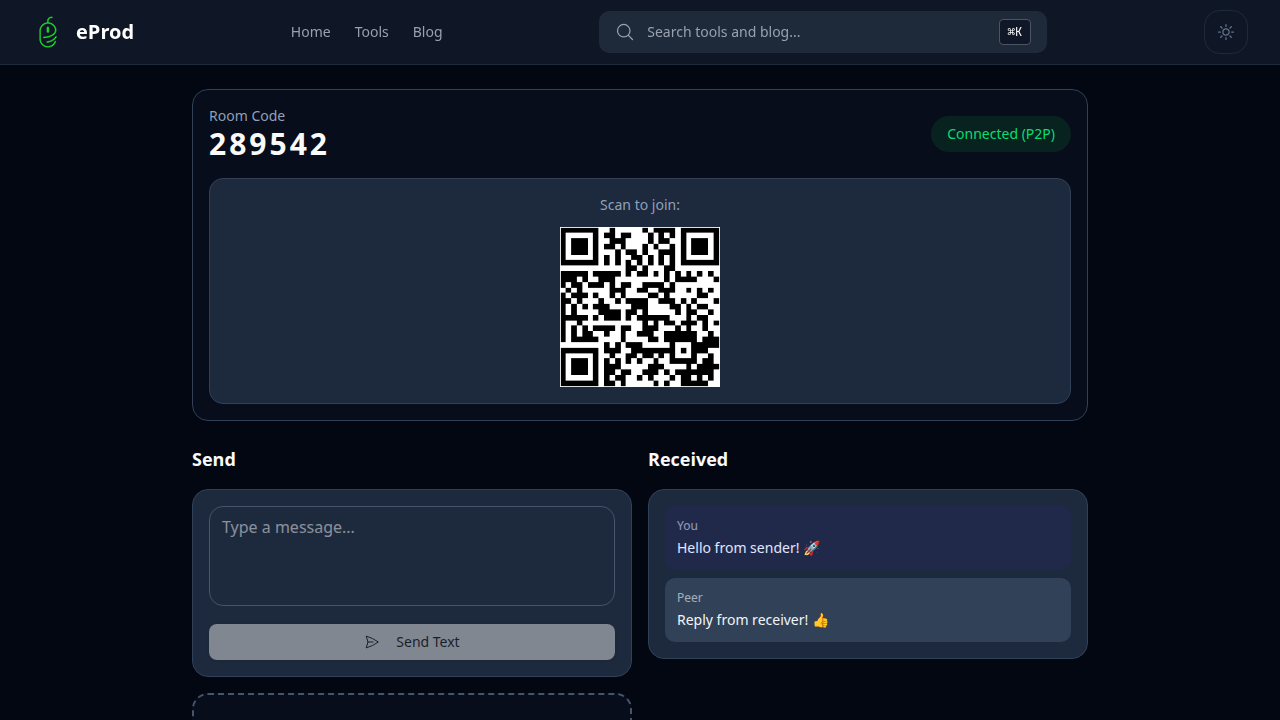 eProd
Home
Tools
Blog
Search tools and blog...
⌘K
Room Code
289542
Connected (P2P)
Scan to join:
Send
Received
Type a message...
Send Text
You
Hello from sender! 🚀
Peer
Reply from receiver! 👍